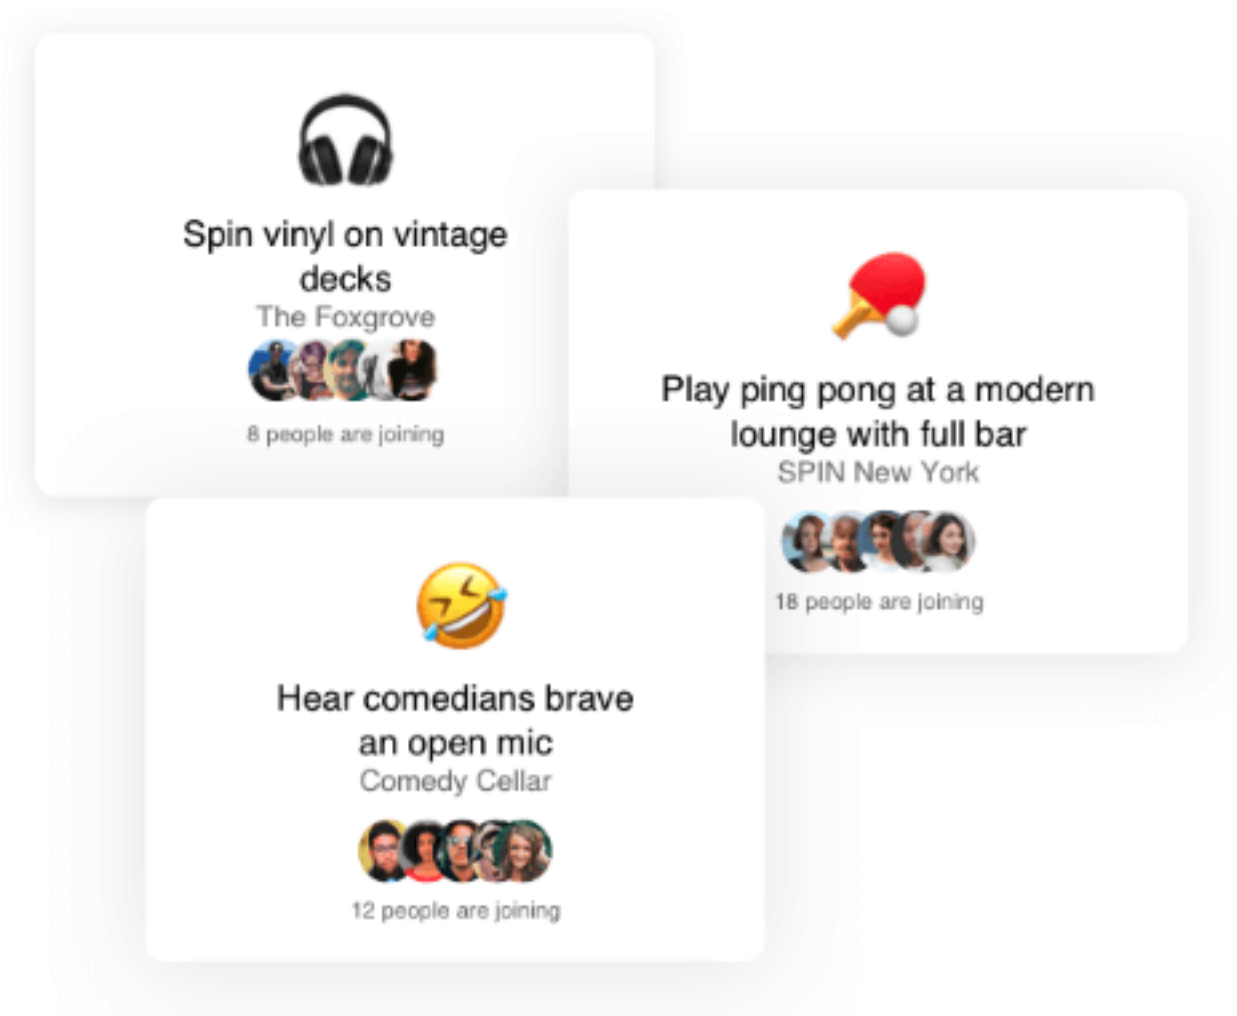 Spin vinyl on vintage
decks
The Foxgrove
8 people are joining
Play ping pong at a modern
lounge with full bar
SPIN New York
18 people are joining
Hear comedians brave
an open mic
Comedy Cellar
12 people are joining